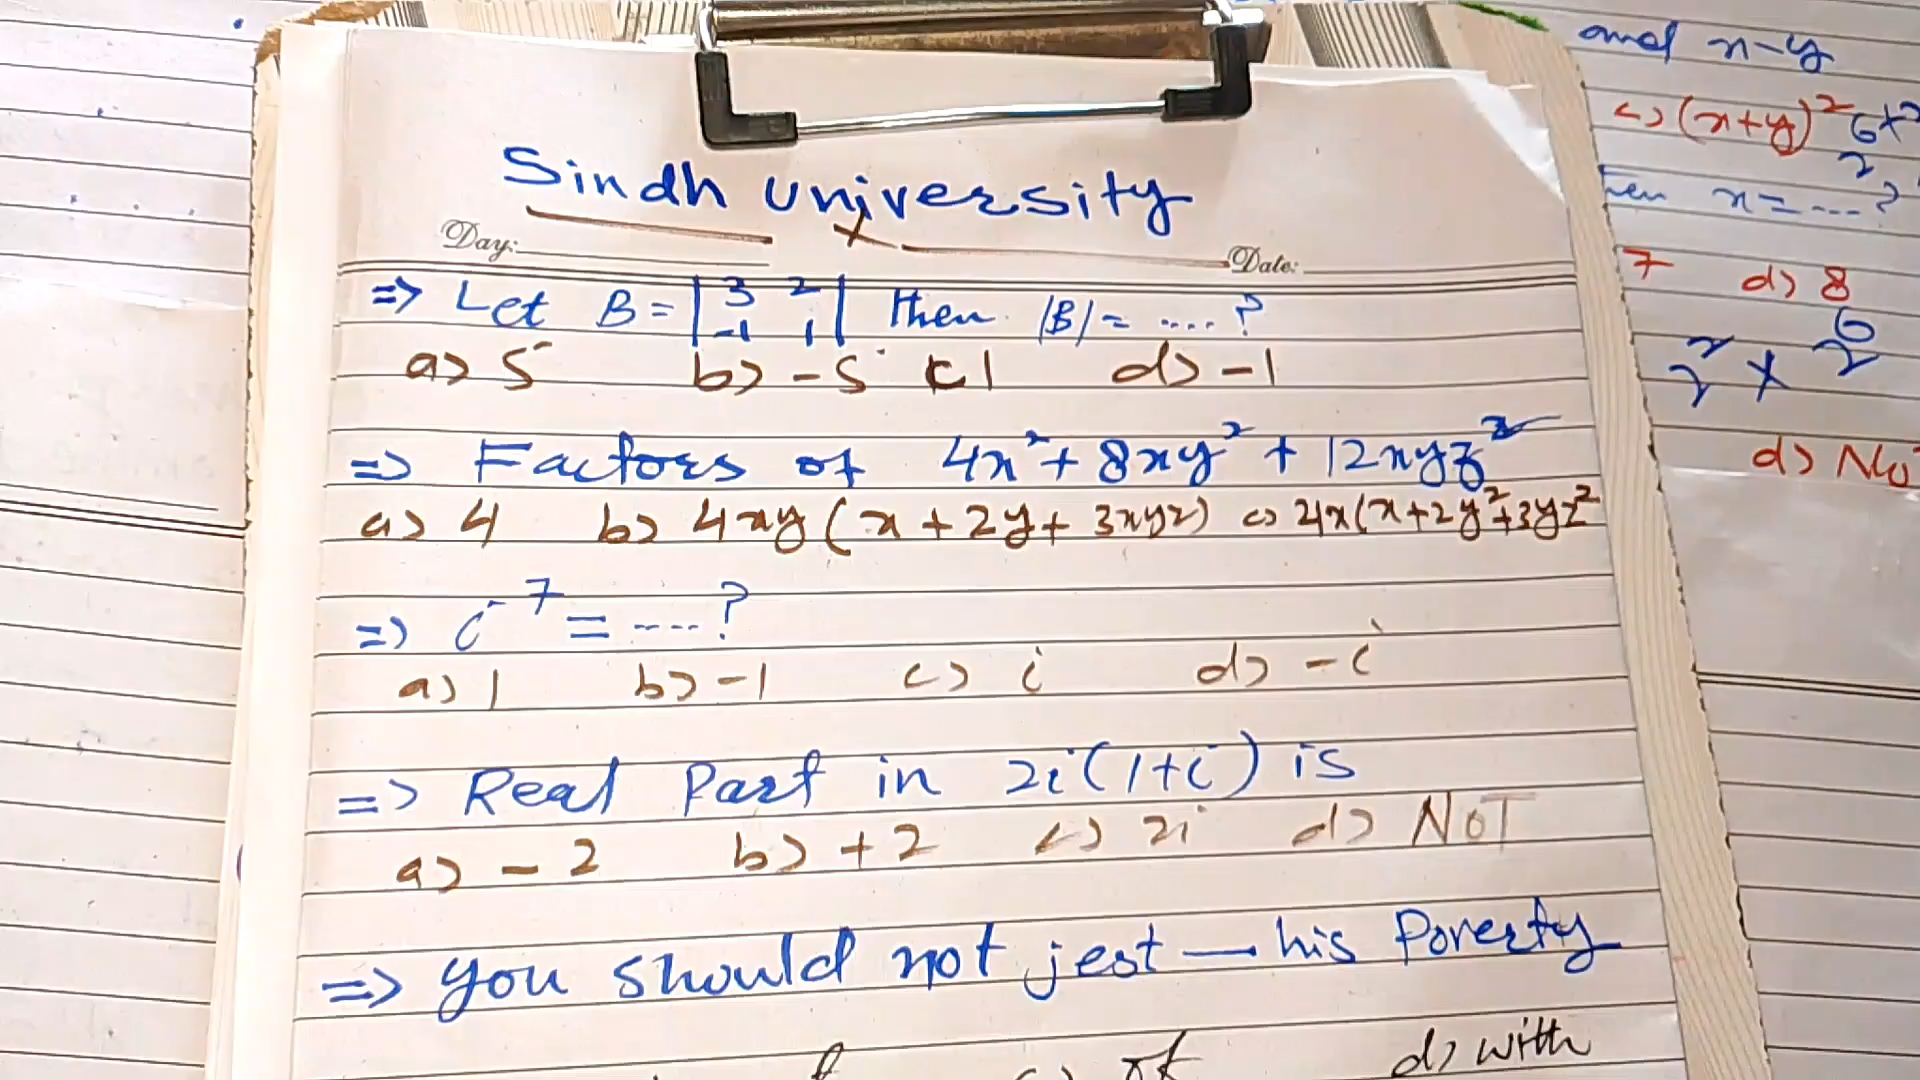 Sindh University
Day: Date:
=> Let B = | 3 2 | then |B| = .... ?
-1 1
a> 5 b> -5 c 1 d> -1
=> Factors of 4x²+ 8xy² + 12xyz²
a> 4 b> 4xy ( x + 2y + 3xyz) c> 4x(x+2y²+3yz²
=> i⁷ = ---- ?
a> 1 b> -1 c> i d> -i
=> Real Part in 2i(1+i) is
a> - 2 b> + 2 c> 2i d> NOT
=> you should not jest — his Poverty
of d> with
and x-y
c> (x+y)²
x = --- ?
7 d> 8
d> No